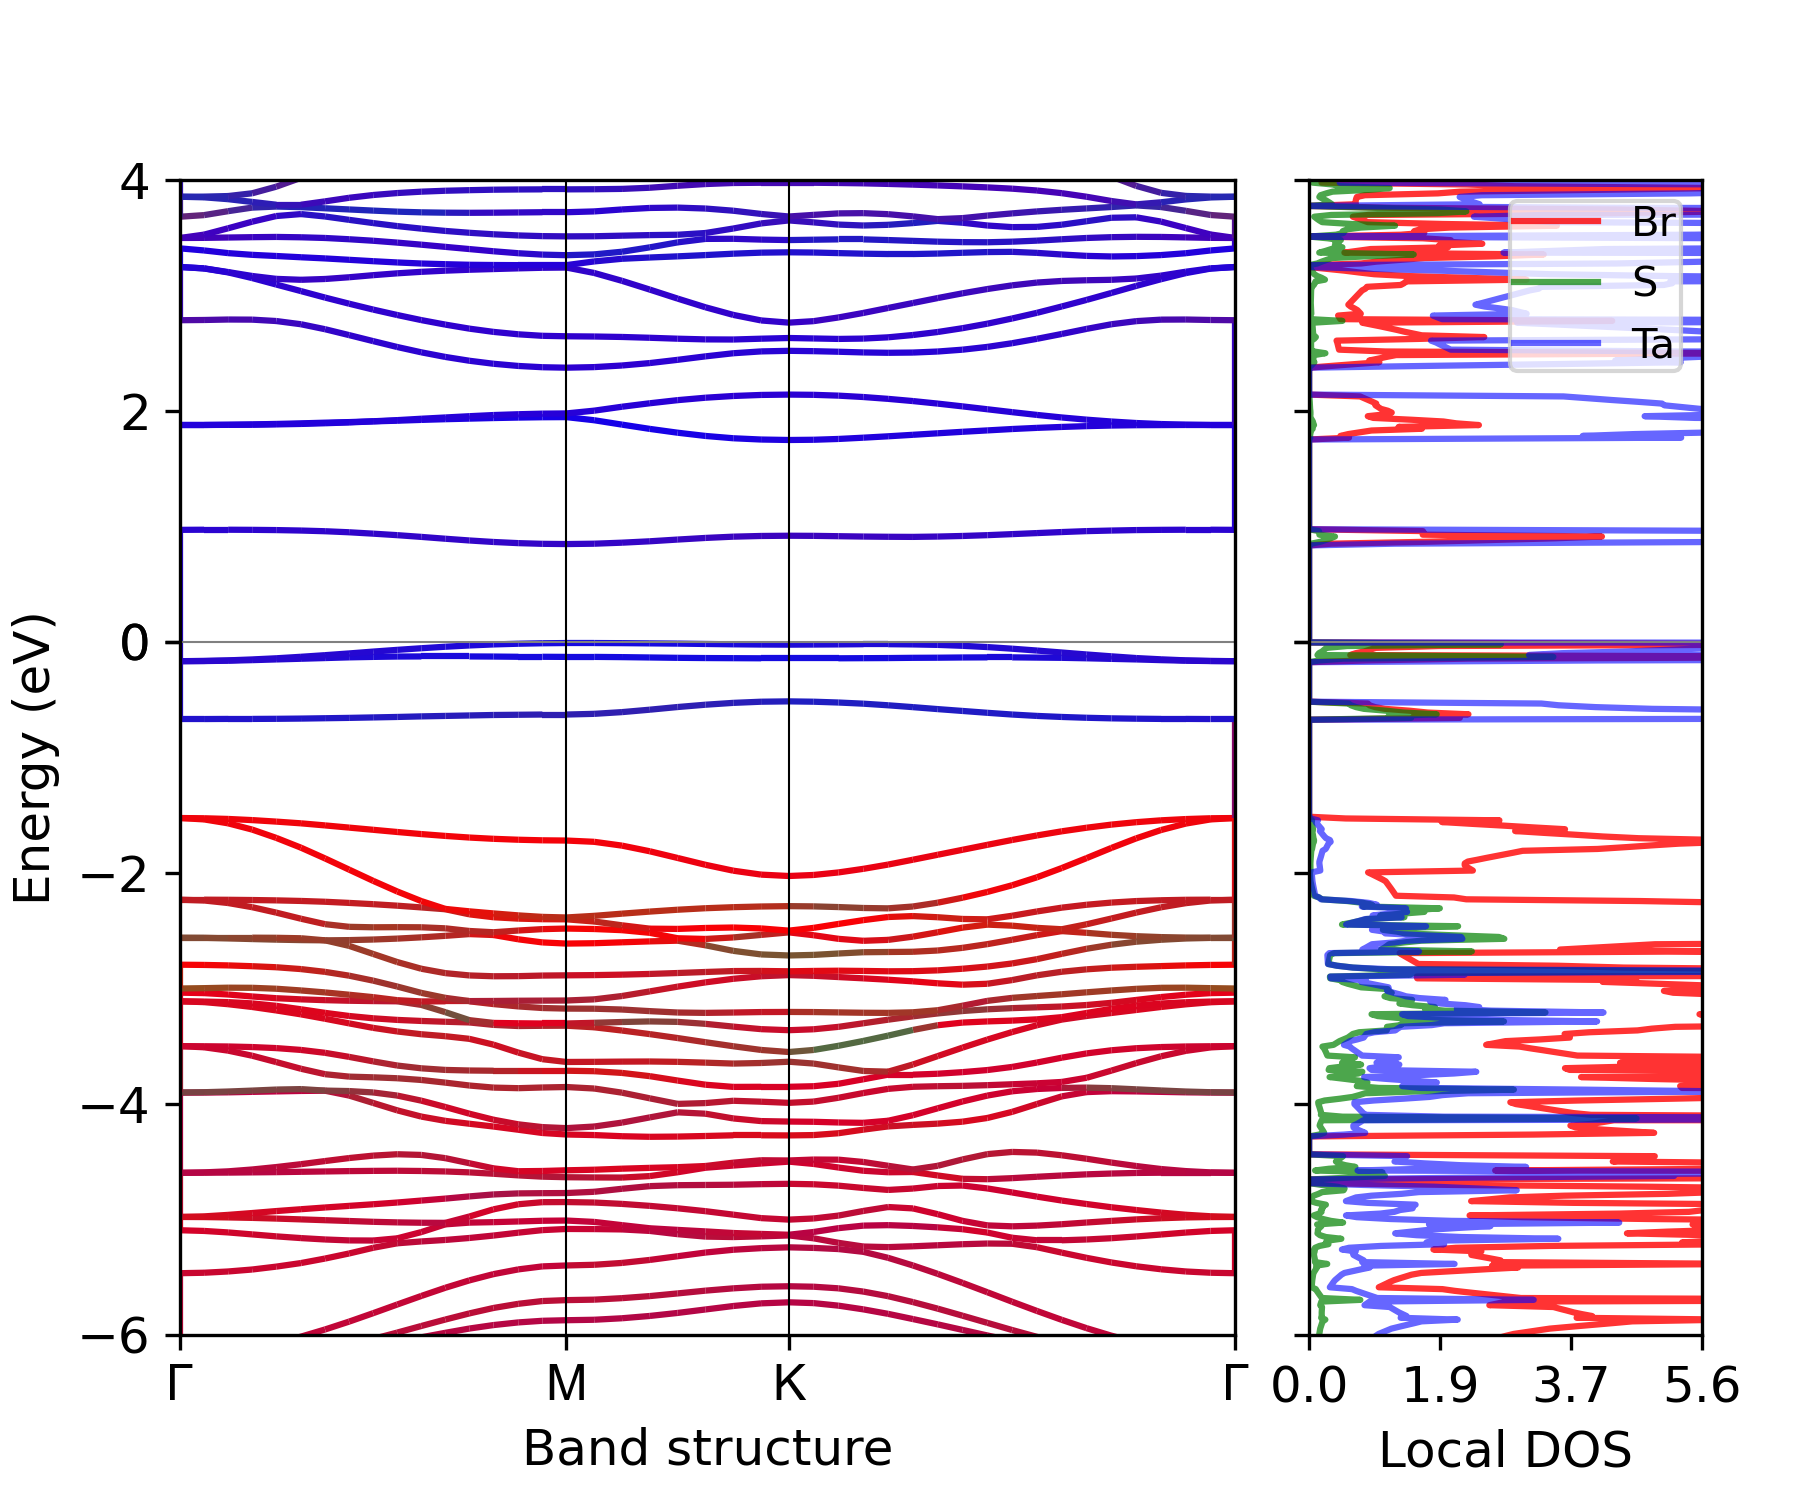 4
2
0
−2
−4
−6
Energy (eV)
Γ
M
K
Γ
Band structure
Br
S
Ta
0.0
1.9
3.7
5.6
Local DOS